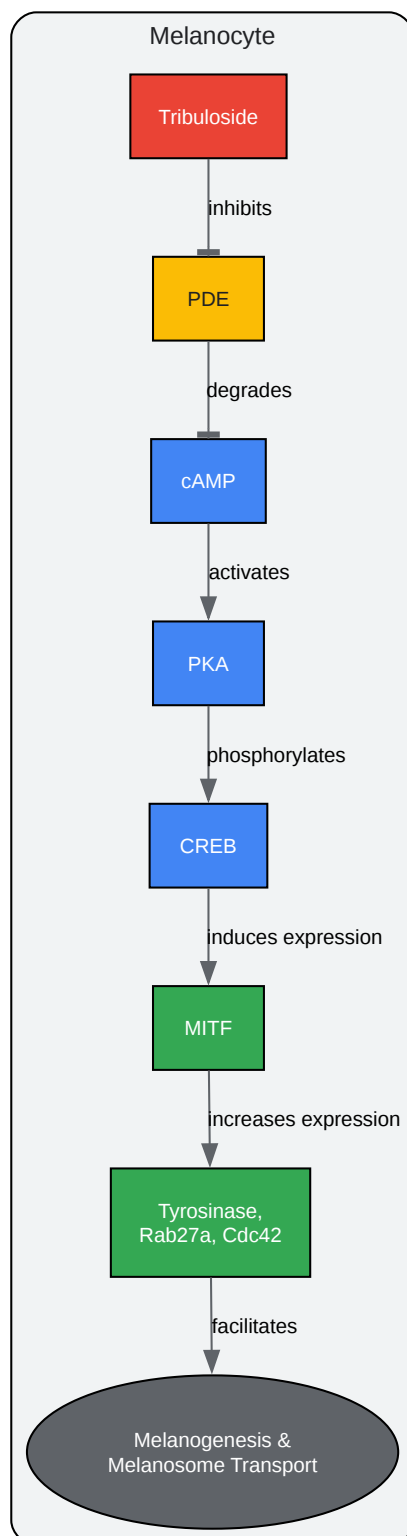 Melanocyte
Tribuloside
inhibits
PDE
degrades
cAMP
activates
PKA
phosphorylates
CREB
induces expression
MITF
increases expression
Tyrosinase,
Rab27a, Cdc42
facilitates
Melanogenesis &
Melanosome Transport